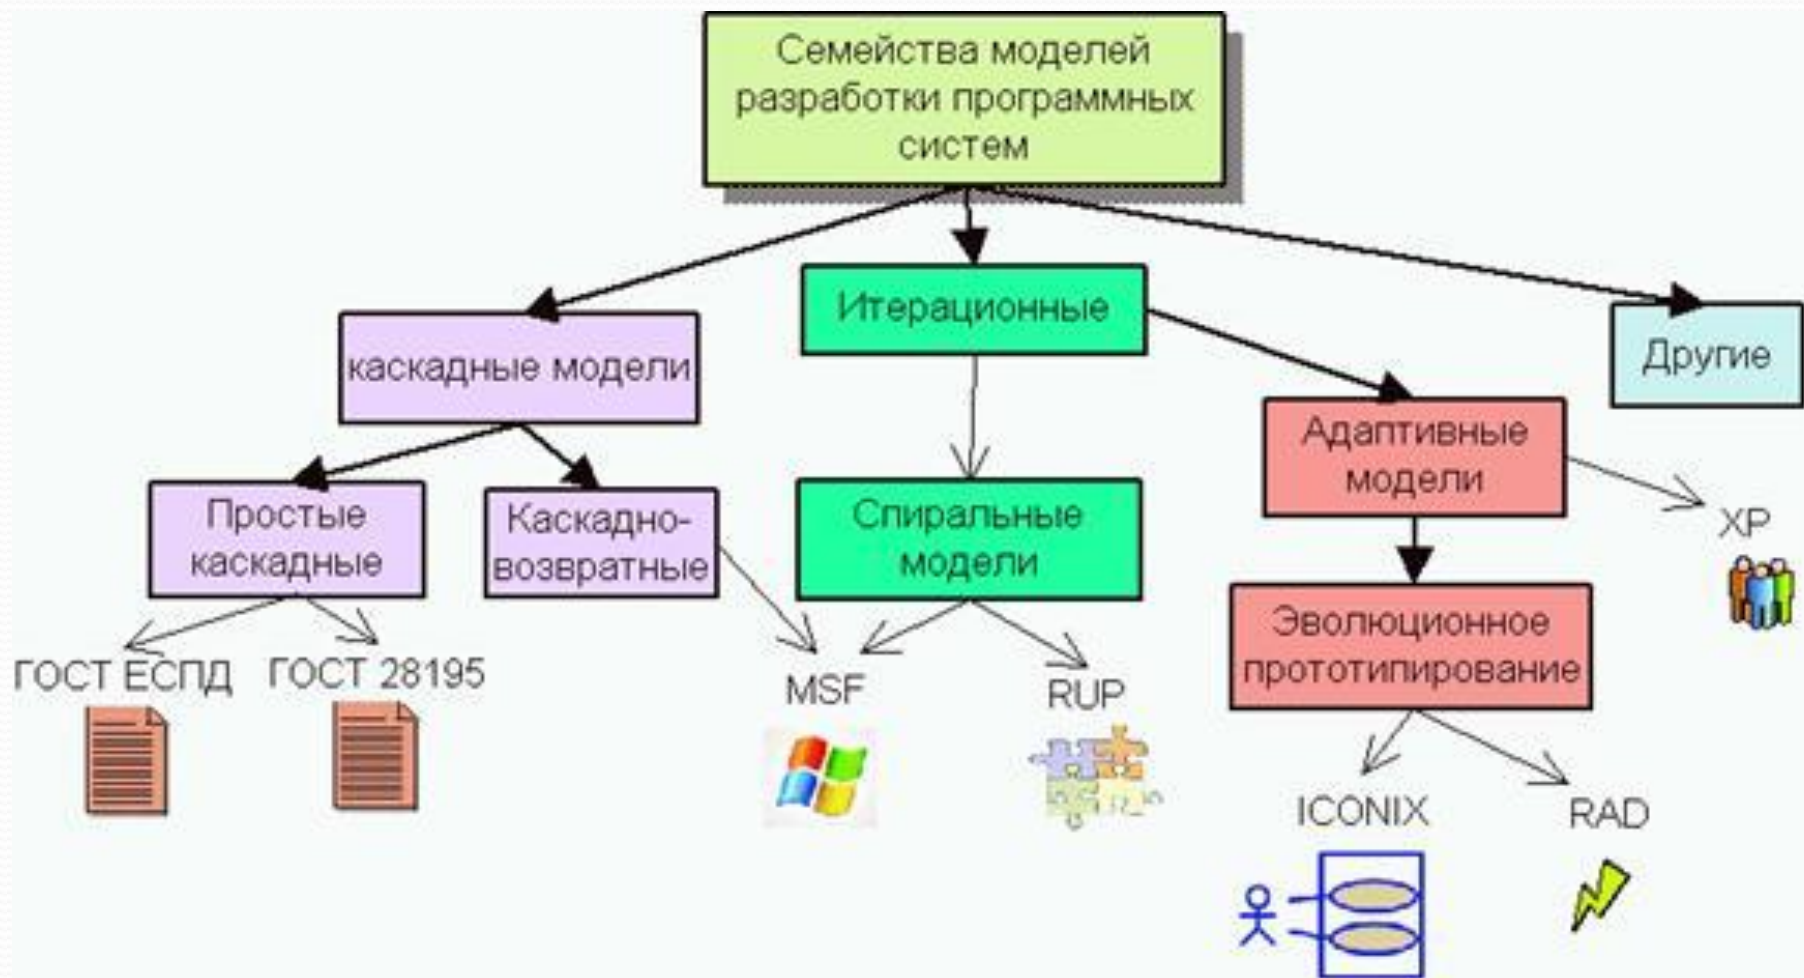 Семейства моделей
разработки программных
систем
Итерационные
каскадные модели
Другие
Адаптивные
модели
Простые
каскадные
Каскадно-
возвратные
Спиральные
модели
XP
Эволюционное
прототипирование
ГОСТ ЕСПД
ГОСТ 28195
MSF
RUP
ICONIX
RAD